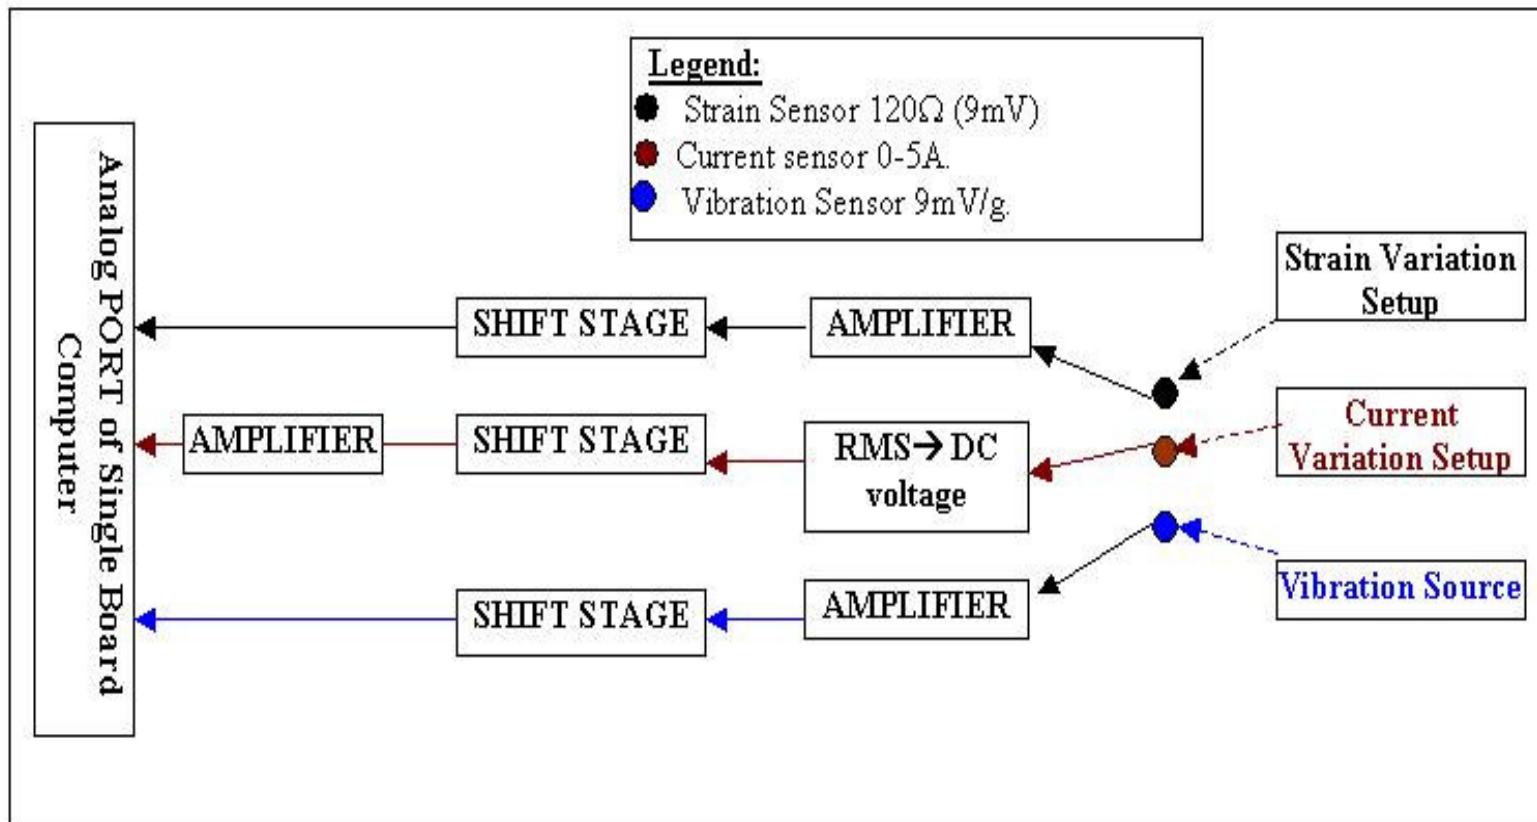 Legend:
Strain Sensor 120Ω (9mV)
Current sensor 0-5A.
Vibration Sensor 9mV/g.
Analog PORT of Single Board
Computer
Strain Variation
Setup
SHIFT STAGE
AMPLIFIER
AMPLIFIER
SHIFT STAGE
RMS→ DC
voltage
Current
Variation Setup
SHIFT STAGE
AMPLIFIER
Vibration Source